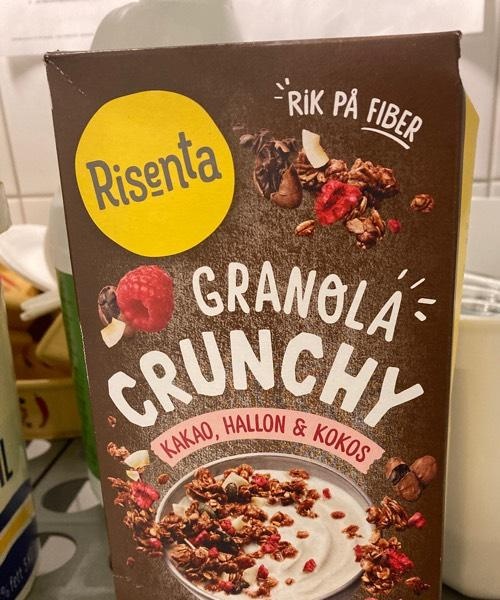 Risenta
RIK PÅ FIBER
GRANOLA
CRUNCHY
KAKAO, HALLON & KOKOS